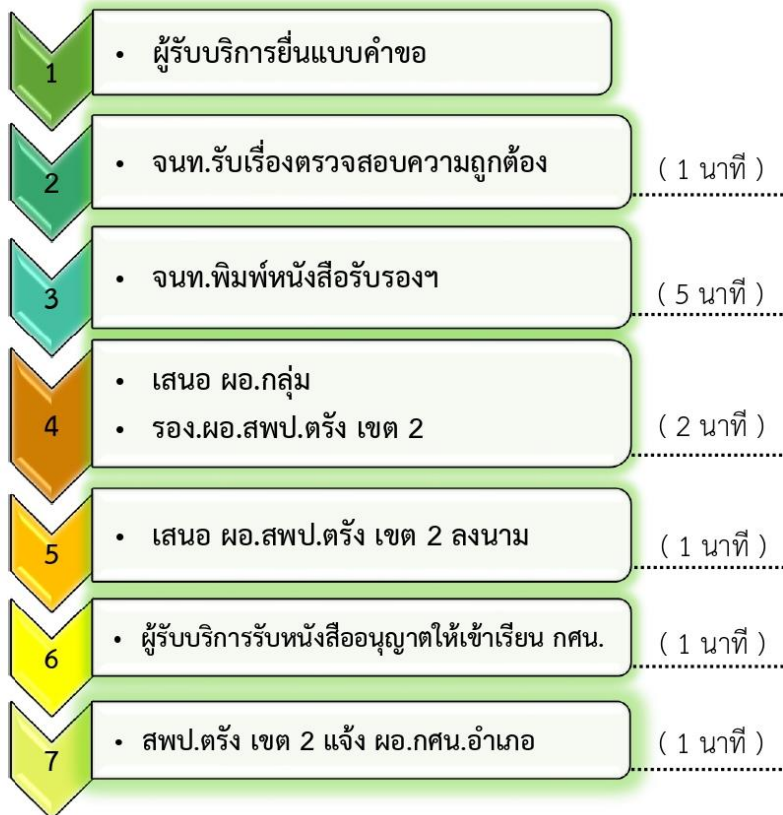 1
• ผู้รับบริการยื่นแบบคำขอ
2
• จนท.รับเรื่องตรวจสอบความถูกต้อง
( 1 นาที )
3
• จนท.พิมพ์หนังสือรับรองฯ
( 5 นาที )
4
• เสนอ ผอ.กลุ่ม
• รอง.ผอ.สพป.ตรัง เขต 2
( 2 นาที )
5
• เสนอ ผอ.สพป.ตรัง เขต 2 ลงนาม
( 1 นาที )
6
• ผู้รับบริการรับหนังสืออนุญาตให้เข้าเรียน กศน.
( 1 นาที )
7
• สพป.ตรัง เขต 2 แจ้ง ผอ.กศน.อำเภอ
( 1 นาที )